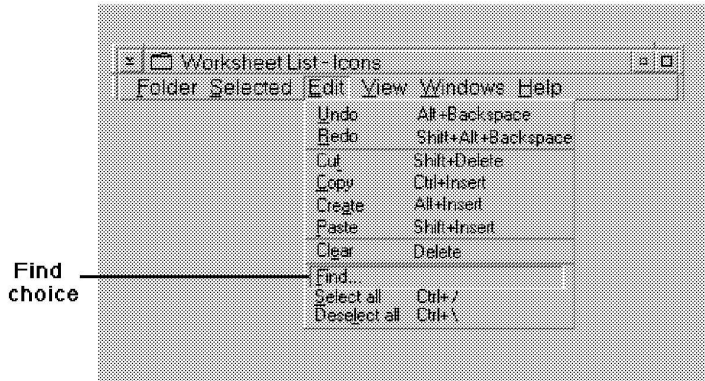 Worksheet List - Icons
Folder Selected Edit View Windows Help
Undo Alt+Backspace
Redo Shift+Alt+Backspace
Cut Shift+Delete
Copy Ctrl+Insert
Create Alt+Insert
Paste Shift+Insert
Clear Delete
Find...
Select all Ctrl+/
Deselect all Ctrl+\
Find
choice